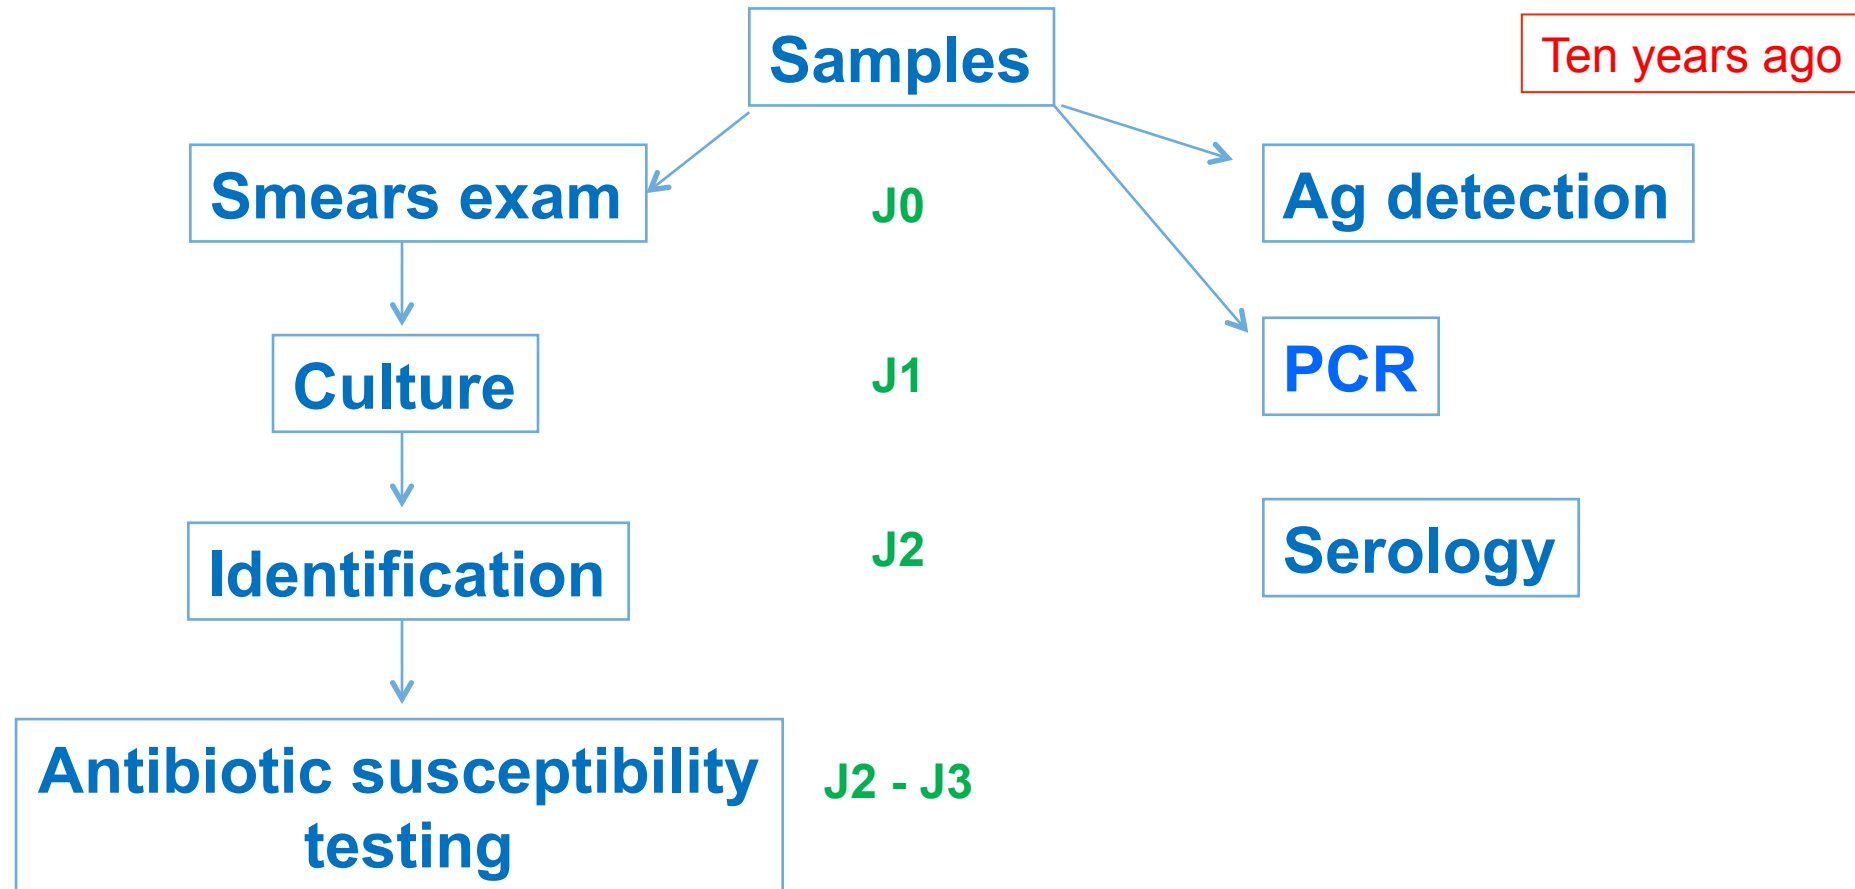 Samples
Ten years ago
Smears exam
J0
Ag detection
Culture
J1
PCR
Identification
J2
Serology
Antibiotic susceptibility
testing
J2 - J3